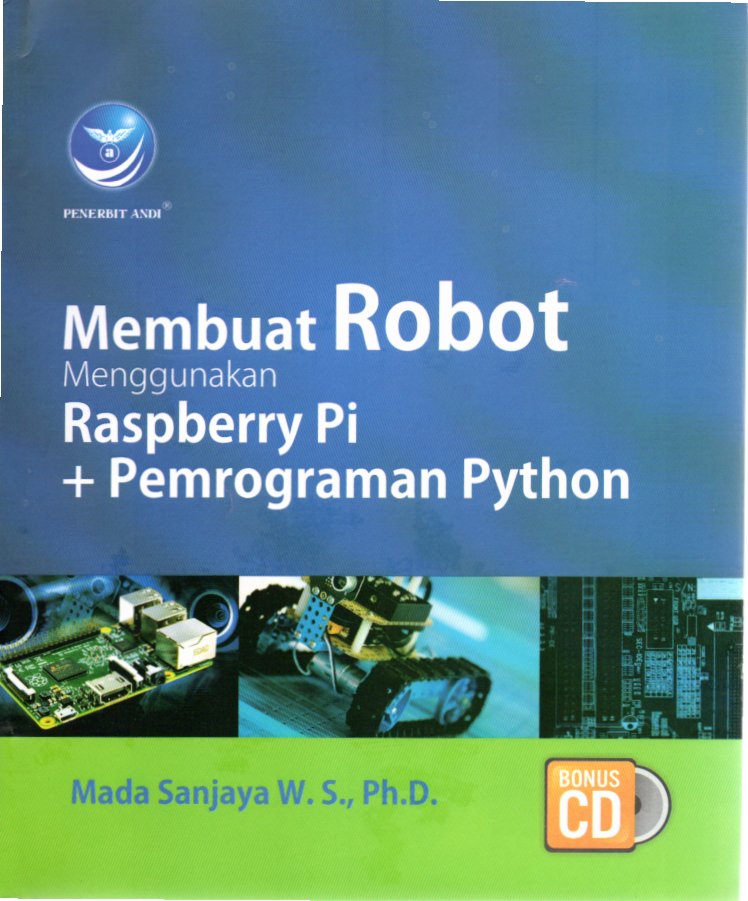 a
PENERBIT ANDI®
Membuat Robot
Menggunakan
Raspberry Pi
+ Pemrograman Python
Mada Sanjaya W. S., Ph.D.
BONUS
CD